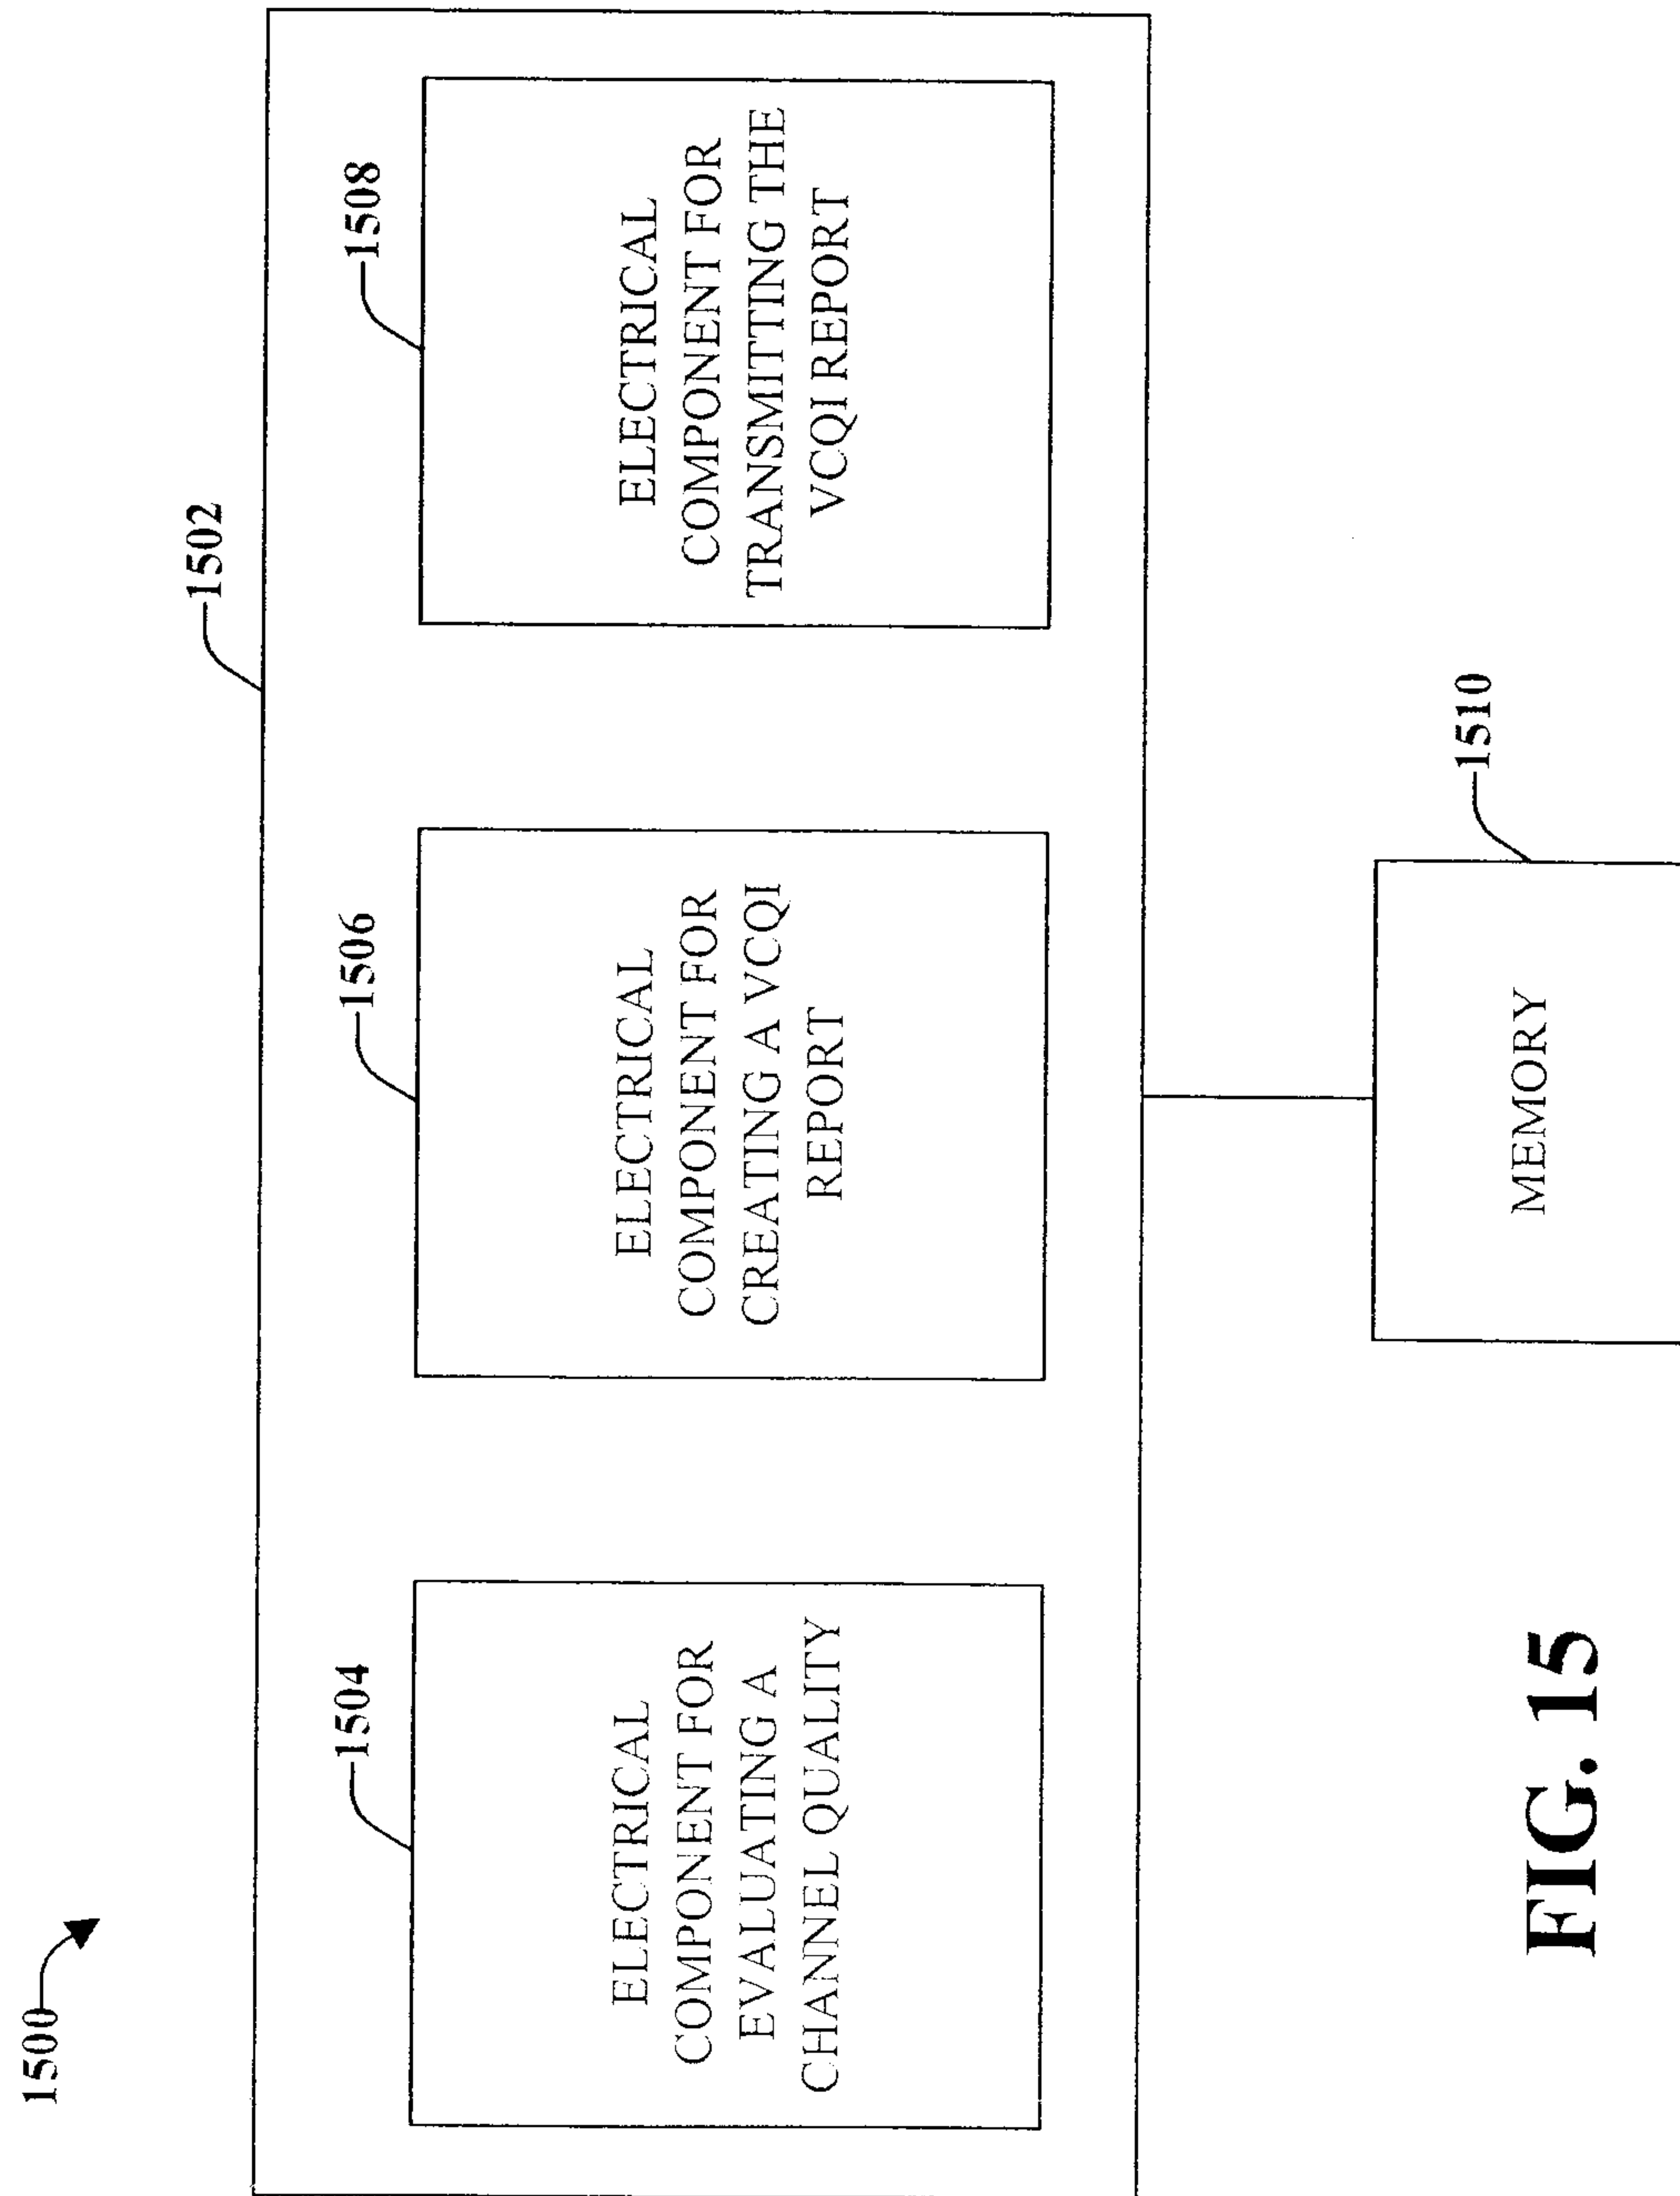 1500
1502
1504
ELECTRICAL
COMPONENT FOR
EVALUATING A
CHANNEL QUALITY
1506
ELECTRICAL
COMPONENT FOR
CREATING A VCQI
REPORT
1508
ELECTRICAL
COMPONENT FOR
TRANSMITTING THE
VCQI REPORT
1510
MEMORY
FIG. 15